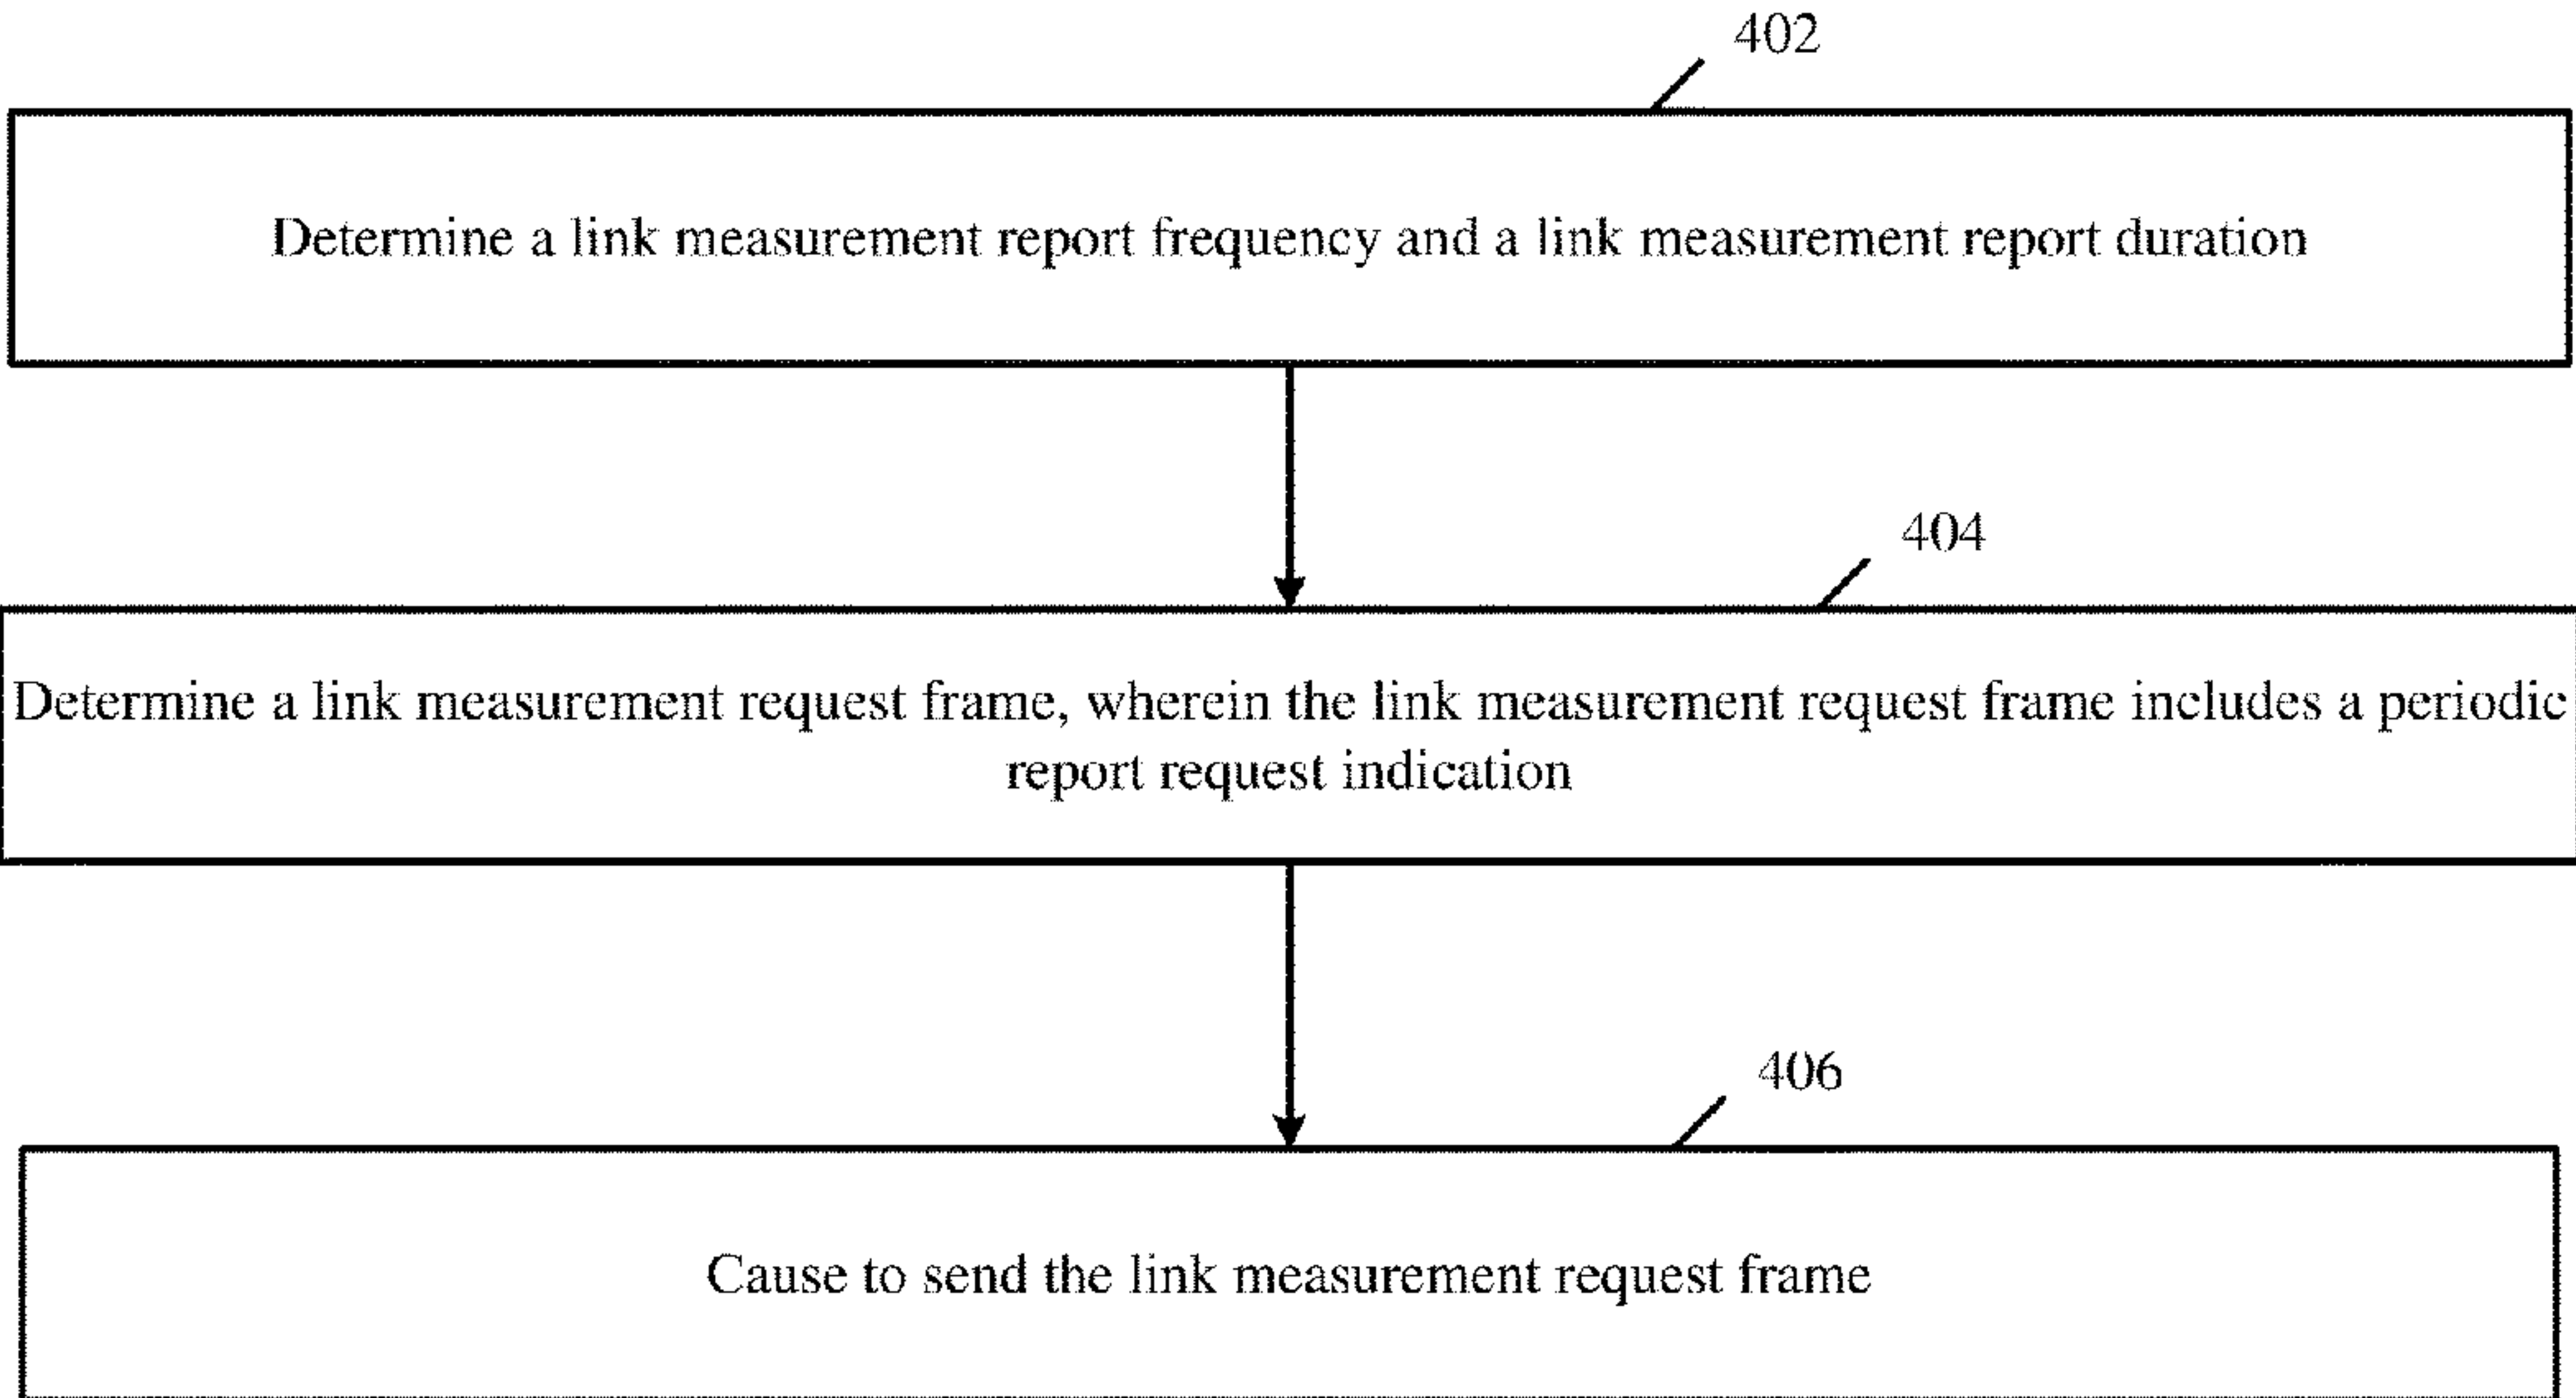 402
Determine a link measurement report frequency and a link measurement report duration
404
Determine a link measurement request frame, wherein the link measurement request frame includes a periodic
report request indication
406
Cause to send the link measurement request frame